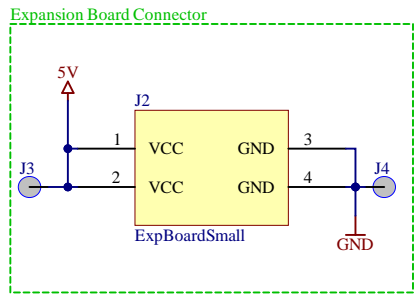 Expansion Board Connector
5V
J2
1 VCC GND 3
J3 J4
2 VCC GND 4
ExpBoardSmall
GND